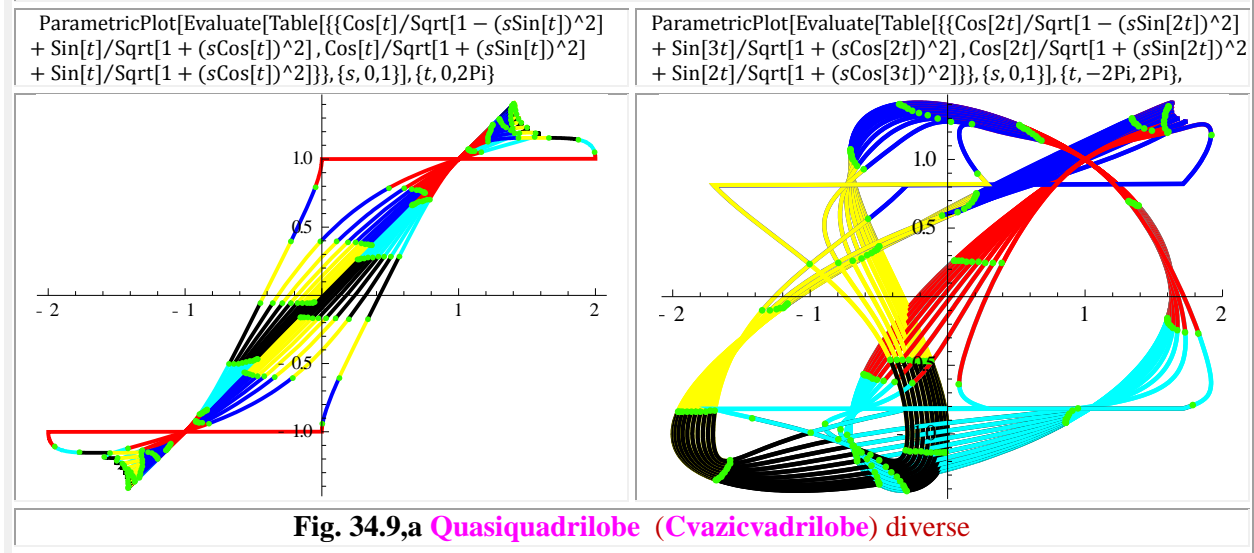 ParametricPlot[Evaluate[Table[{{Cos[t]/Sqrt[1 − (sSin[t])^2]
+ Sin[t]/Sqrt[1 + (sCos[t])^2] , Cos[t]/Sqrt[1 + (sSin[t])^2]
+ Sin[t]/Sqrt[1 + (sCos[t])^2]}}, {s, 0,1}], {t, 0,2Pi}
ParametricPlot[Evaluate[Table[{{Cos[2t]/Sqrt[1 − (sSin[2t])^2]
+ Sin[3t]/Sqrt[1 + (sCos[2t])^2] , Cos[2t]/Sqrt[1 + (sSin[2t])^2
+ Sin[2t]/Sqrt[1 + (sCos[3t])^2]}}, {s, 0,1}], {t, −2Pi, 2Pi},
1.0
0.5
- 2
- 1
1
2
- 0.5
- 1.0
1.0
0.5
- 2
- 1
1
2
0.5
1.0
Fig. 34.9,a Quasiquadrilobe (Cvazicvadrilobe) diverse